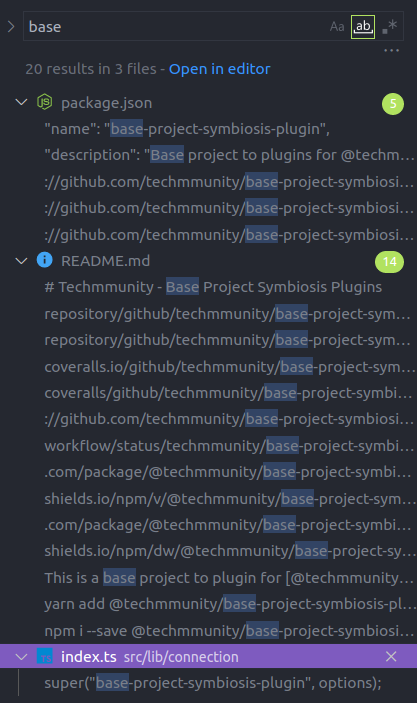 base Aa ab .*
20 results in 3 files - Open in editor
package.json 5
"name": "base-project-symbiosis-plugin",
"description": "Base project to plugins for @techm...
://github.com/techmmunity/base-project-symbiosi...
://github.com/techmmunity/base-project-symbiosi...
://github.com/techmmunity/base-project-symbiosi...
README.md 14
# Techmmunity - Base Project Symbiosis Plugins
repository/github/techmmunity/base-project-sym...
repository/github/techmmunity/base-project-sym...
coveralls.io/github/techmmunity/base-project-sym...
coveralls/github/techmmunity/base-project-symbi...
://github.com/techmmunity/base-project-symbiosi...
workflow/status/techmmunity/base-project-symbi...
.com/package/@techmmunity/base-project-symbi...
shields.io/npm/v/@techmmunity/base-project-sym...
.com/package/@techmmunity/base-project-symbi...
shields.io/npm/dw/@techmmunity/base-project-sy...
This is a base project to plugin for [@techmmunity...
yarn add @techmmunity/base-project-symbiosis-pl...
npm i --save @techmmunity/base-project-symbiosi...
index.ts src/lib/connection
super("base-project-symbiosis-plugin", options);